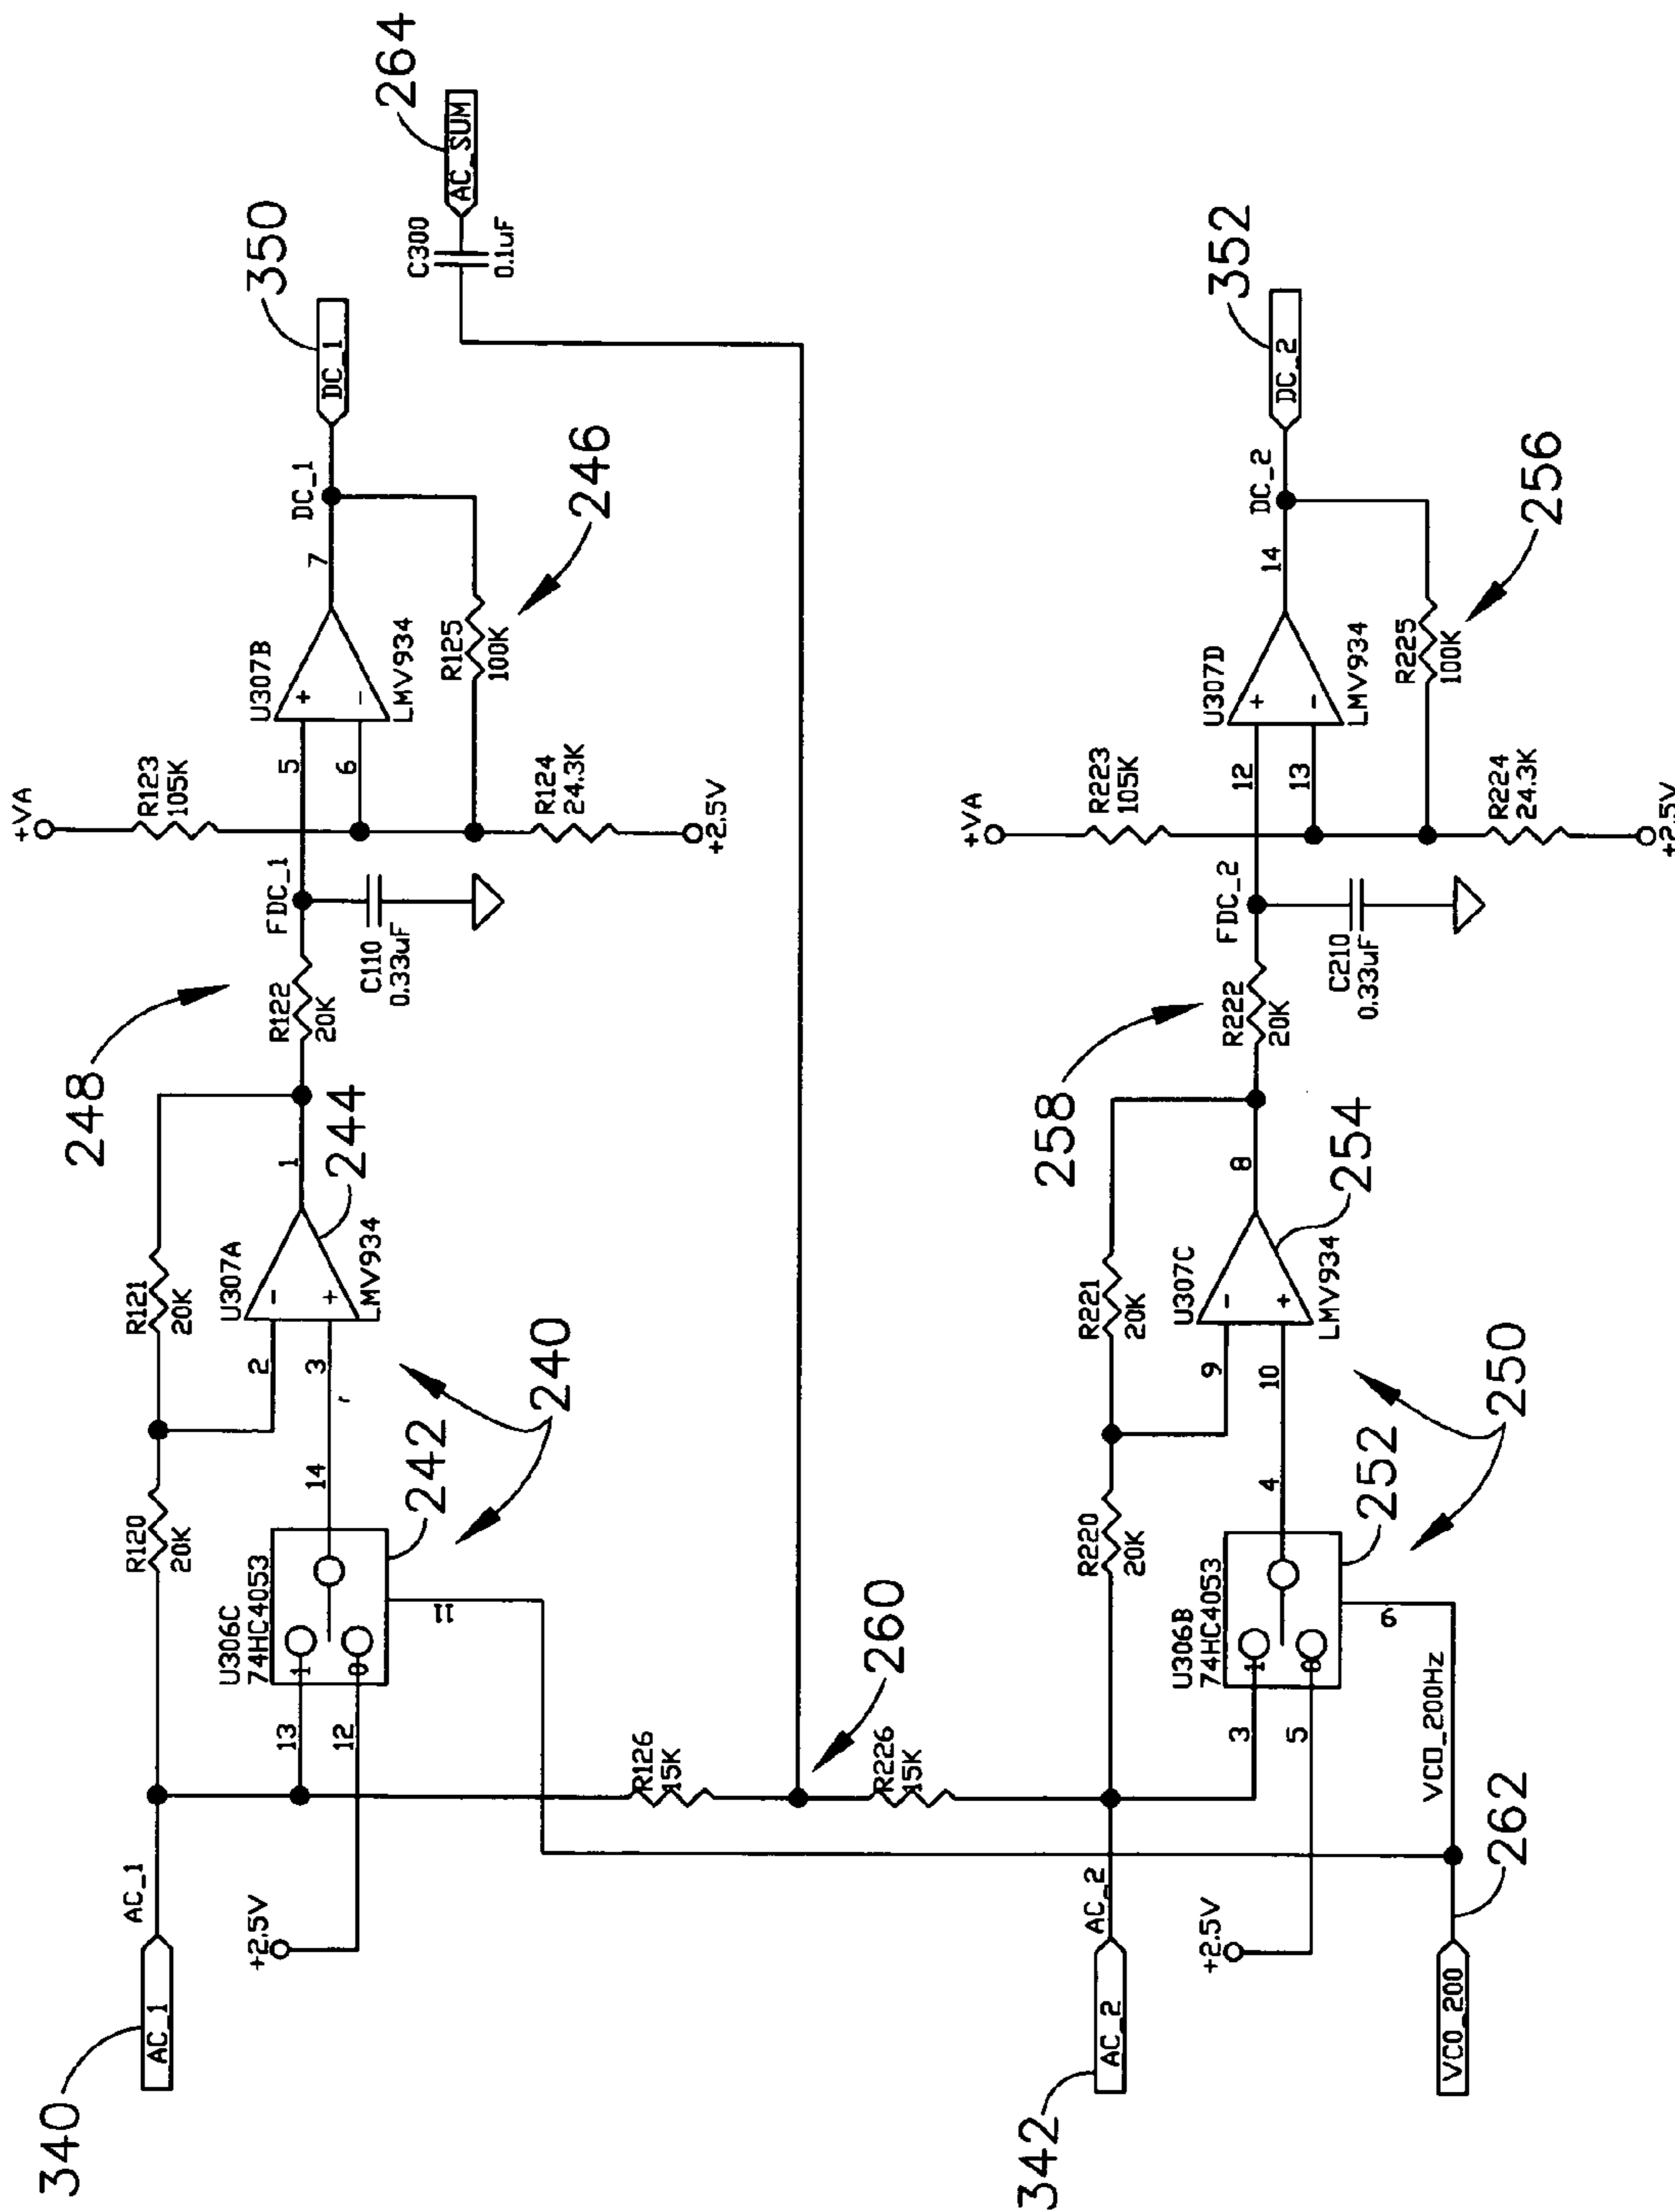 340
AC_1
AC_1
+2.5V
13
12
U306C
74HC4053
1
0
14
11
242
240
R120
20K
R121
20K
2
3
U307A
-
+
LMV934
1
244
248
R122
20K
FDC_1
C110
0.33uF
+VA
R123
105K
5
6
R124
24.3K
+2.5V
U307B
+
-
LMV934
7
R125
100K
246
DC_1
DC_1
350
C300
0.1uF
AC_SUM
264
R126
15K
260
R226
15K
342
AC_2
AC_2
+2.5V
3
5
U306B
74HC4053
1
0
4
252
250
R220
20K
R221
20K
9
10
U307C
-
+
LMV934
8
254
258
R222
20K
FDC_2
C210
0.33uF
+VA
R223
105K
12
13
R224
24.3K
+2.5V
U307D
+
-
LMV934
14
R225
100K
256
DC_2
DC_2
352
VCO_200
262
VCO_200Hz